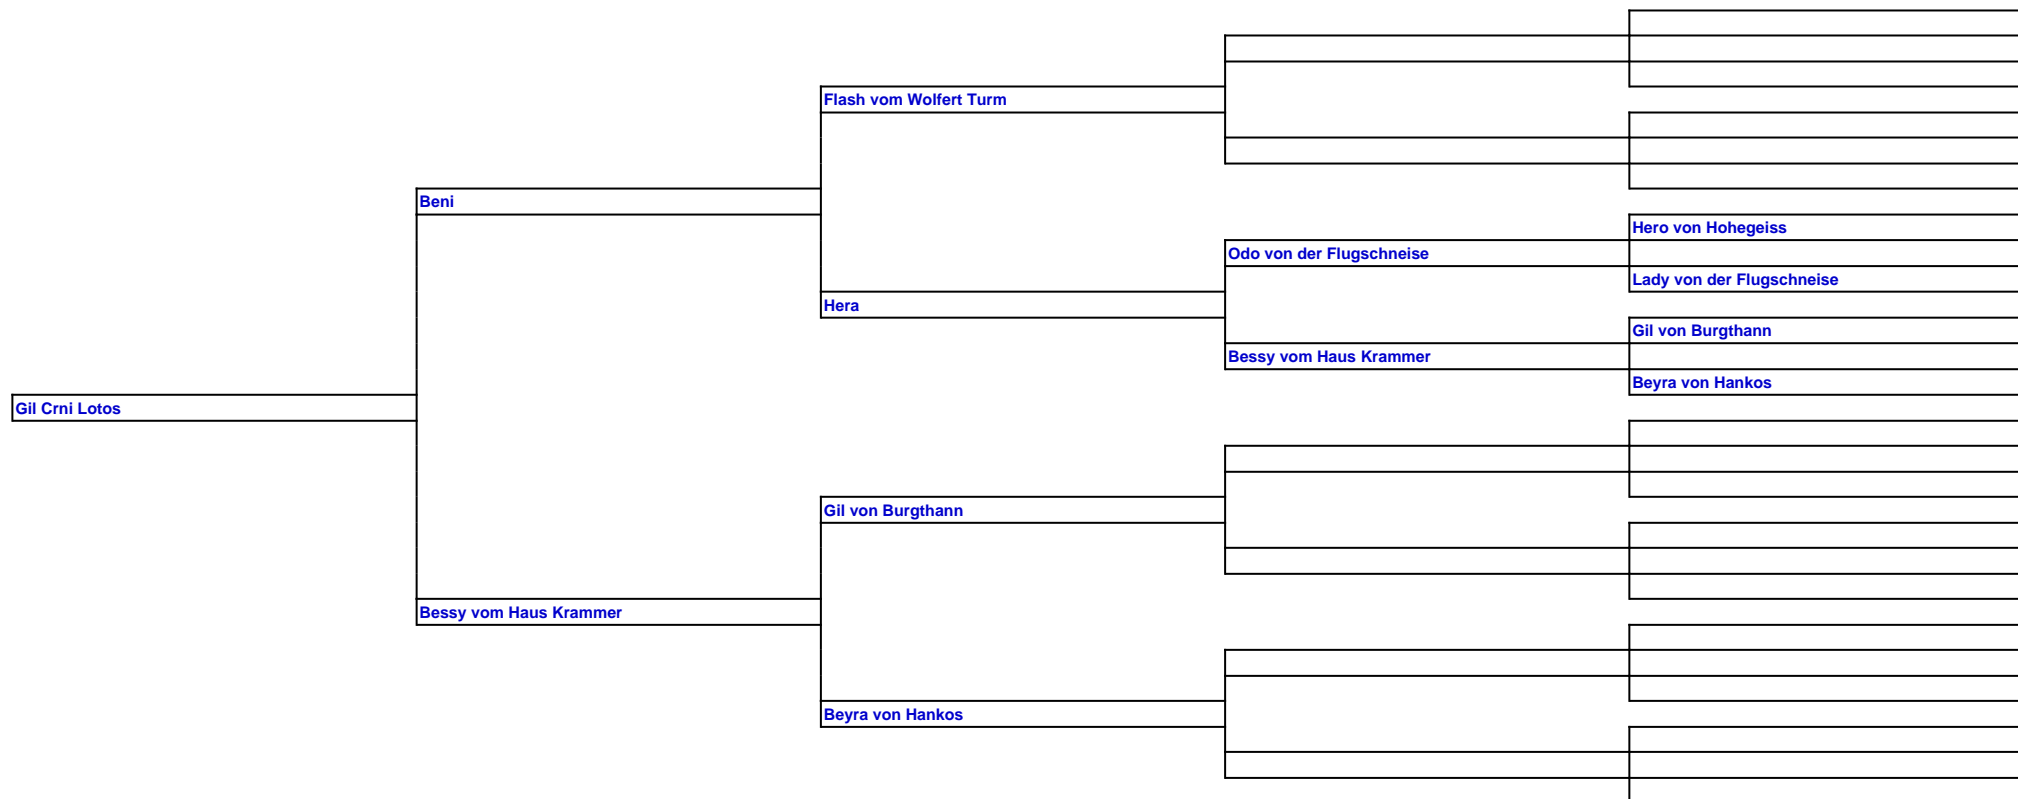 Flash vom Wolfert Turm
Beni
Hero von Hohegeiss
Odo von der Flugschneise
Lady von der Flugschneise
Hera
Gil von Burgthann
Bessy vom Haus Krammer
Beyra von Hankos
Gil Crni Lotos
Gil von Burgthann
Bessy vom Haus Krammer
Beyra von Hankos